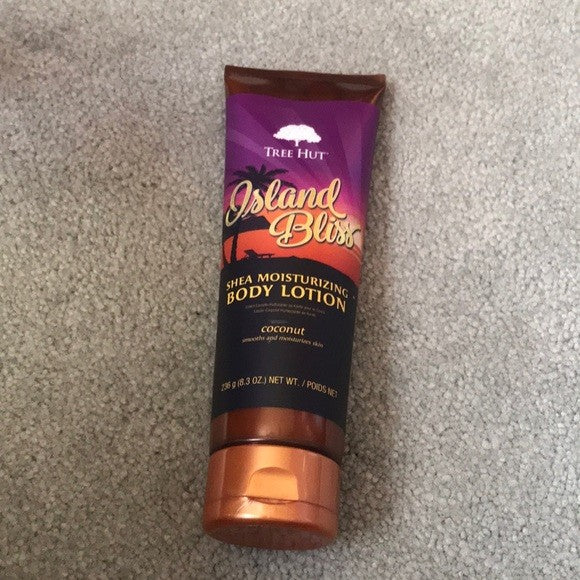 TREE HUT
Island
Bliss
SHEA MOISTURIZING
BODY LOTION
coconut
smooths and moisturizes skin
236 g (8.3 OZ.) NET WT. / POIDS NET